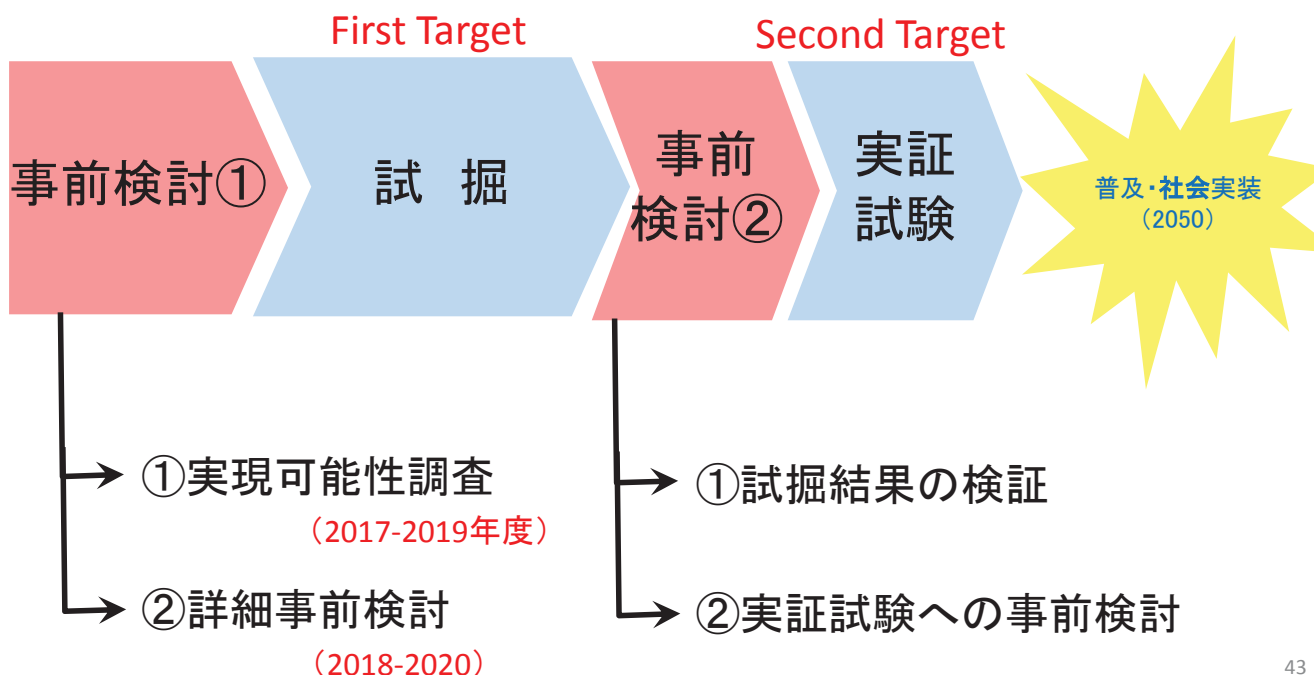 First Target
Second Target
事前検討①
試 掘
事前
検討②
実証
試験
普及・社会実装
（2050）
①実現可能性調査
（2017-2019年度）
②詳細事前検討
（2018-2020）
①試掘結果の検証
②実証試験への事前検討
43